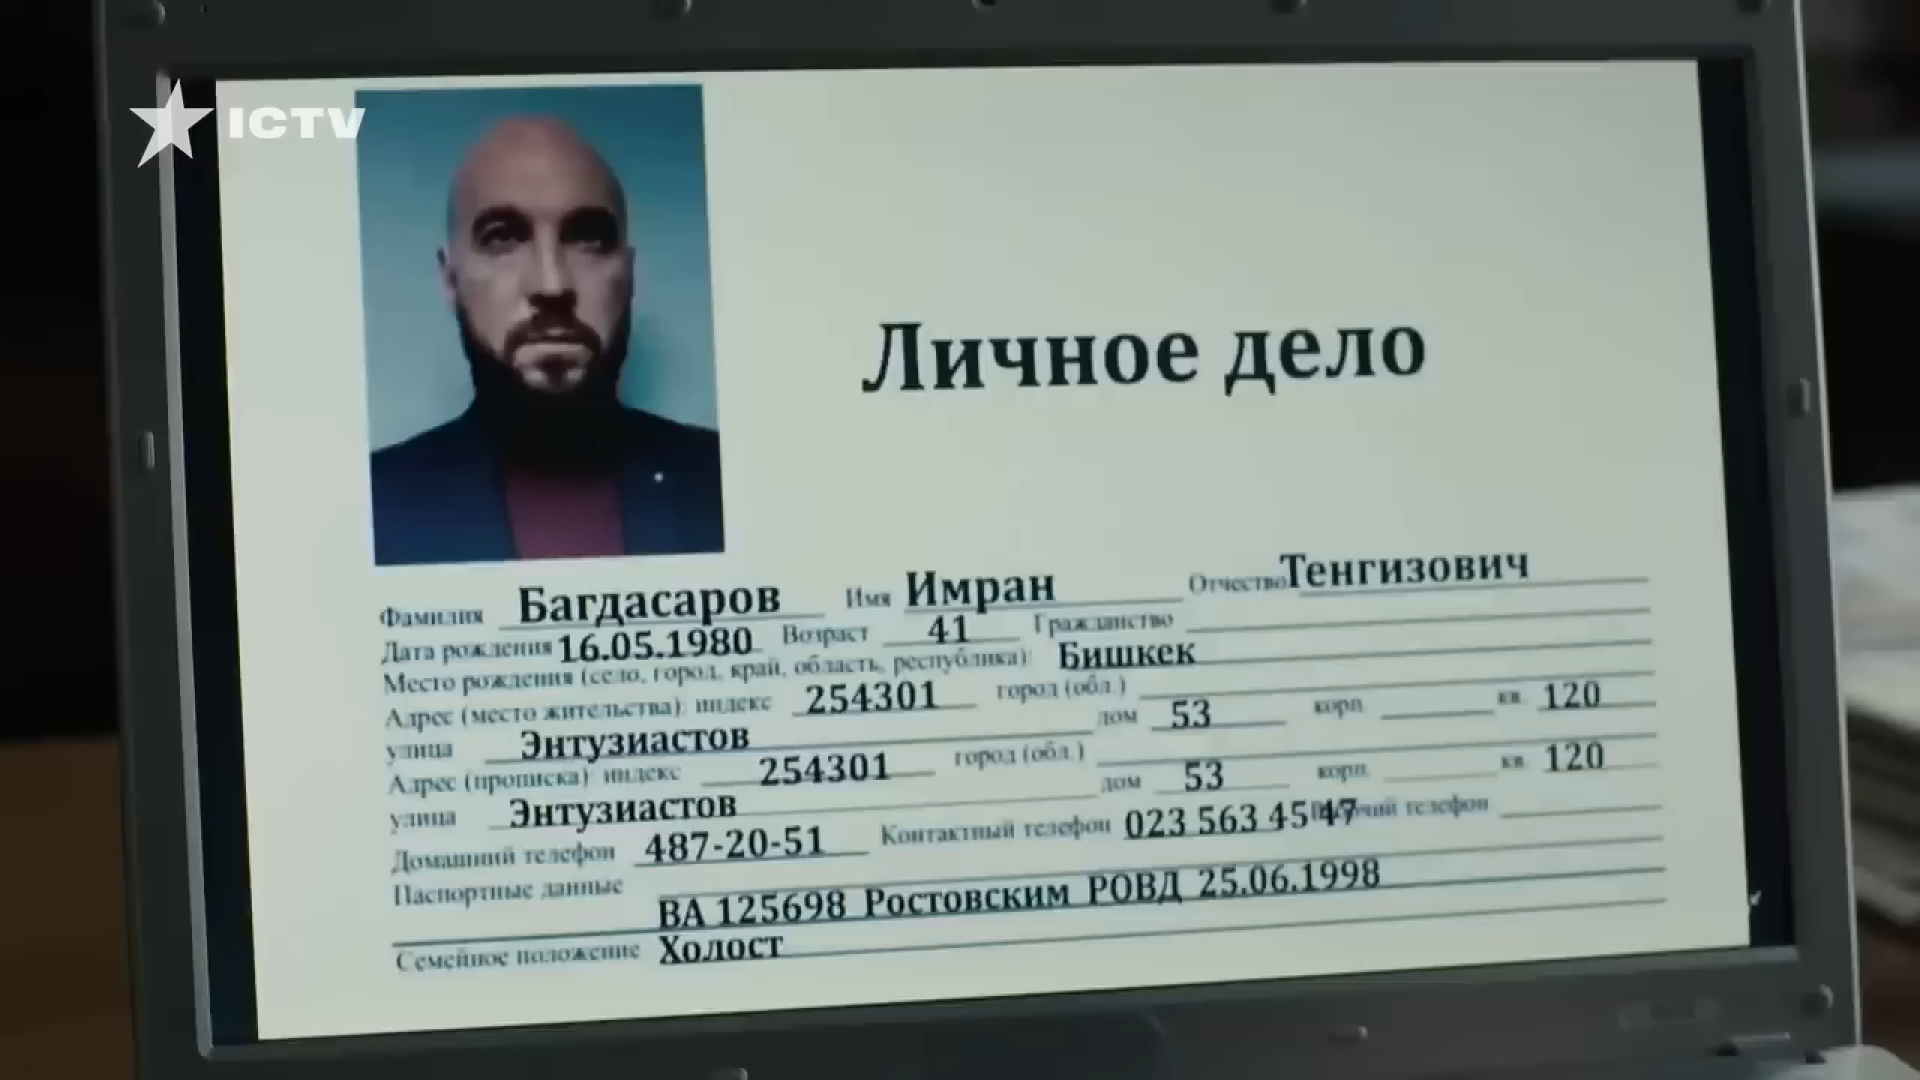 ICTV
Личное дело
Фамилия Багдасаров Имя Имран Отчество Тенгизович
Дата рождения 16.05.1980 Возраст 41 Гражданство
Место рождения (село, город, край, область, республика): Бишкек
Адрес (место жительства): индекс 254301 город (обл.)
улица Энтузиастов дом 53 корп. кв. 120
Адрес (прописка): индекс 254301 город (обл.)
улица Энтузиастов дом 53 корп. кв. 120
Домашний телефон 487-20-51 Контактный телефон 023 563 45 47 телефон
Паспортные данные
ВА 125698 Ростовским РОВД 25.06.1998
Семейное положение Холост